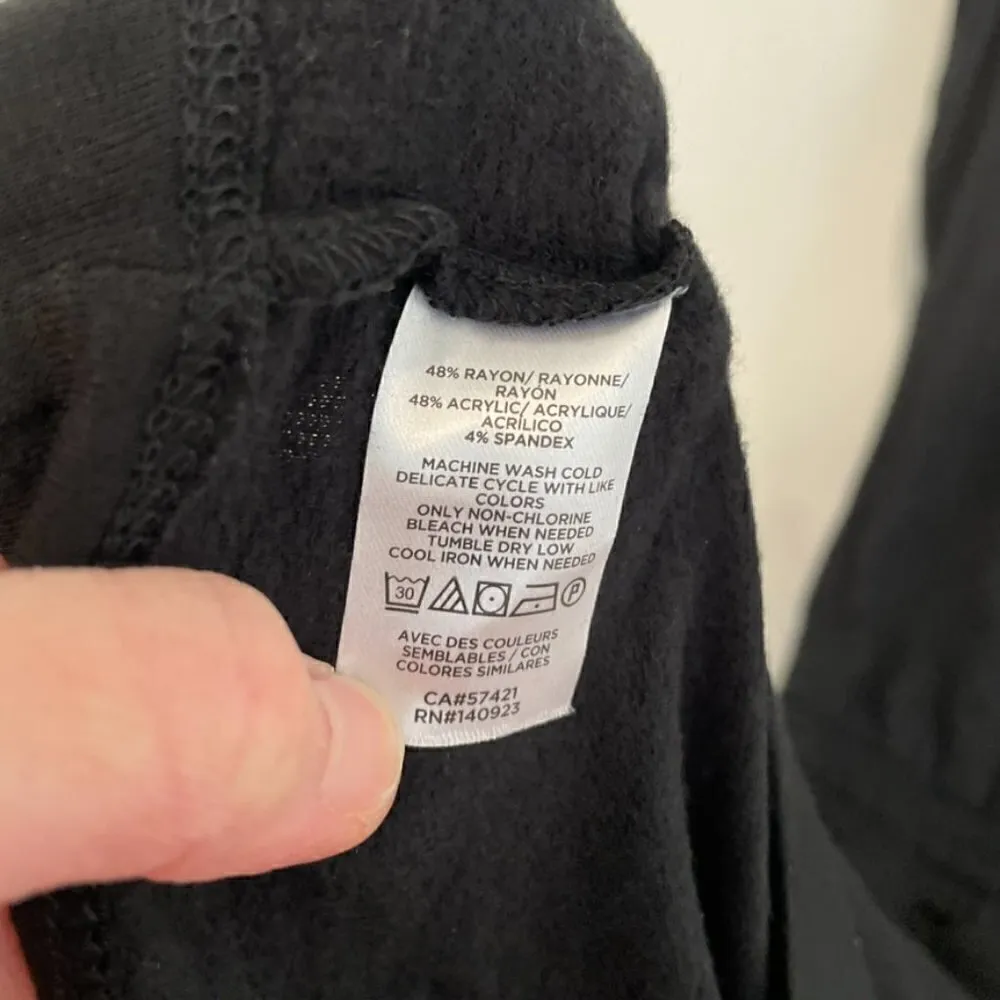 48% RAYON/ RAYONNE/
RAYÓN
48% ACRYLIC/ ACRYLIQUE/
ACRÍLICO
4% SPANDEX
MACHINE WASH COLD
DELICATE CYCLE WITH LIKE
COLORS
ONLY NON-CHLORINE
BLEACH WHEN NEEDED
TUMBLE DRY LOW
COOL IRON WHEN NEEDED
30 P
AVEC DES COULEURS
SEMBLABLES / CON
COLORES SIMILARES
CA#57421
RN#140923